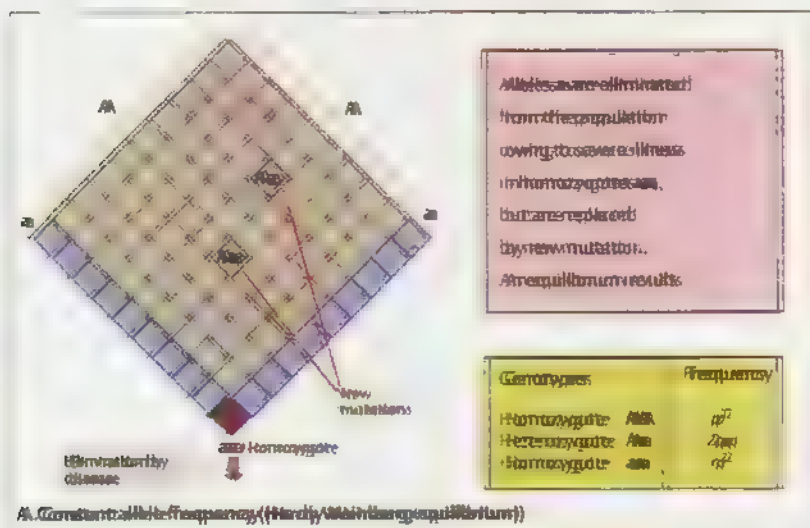 AA
AA
a
a
Aa
Aa
New
mutations
aa Homozygote
Elimination by
disease
Alleles a are eliminated
from the population
owing to severe illness
in homozygotes aa,
but are replaced
by new mutation.
An equilibrium results
Genotypes Frequency
Homozygote AA p2
Heterozygote Aa 2pq
Homozygote aa q2
A. Constant allele frequency (Hardy Weinberg equilibrium)